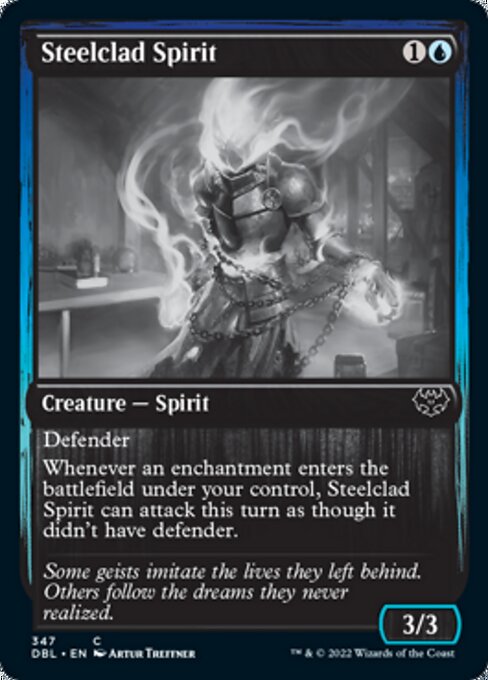 Steelclad Spirit 1
Creature — Spirit
Defender
Whenever an enchantment enters the
battlefield under your control, Steelclad
Spirit can attack this turn as though it
didn't have defender.
Some geists imitate the lives they left behind.
Others follow the dreams they never
realized.
3/3
347 C
DBL • EN Artur Treffner
™ & © 2022 Wizards of the Coast